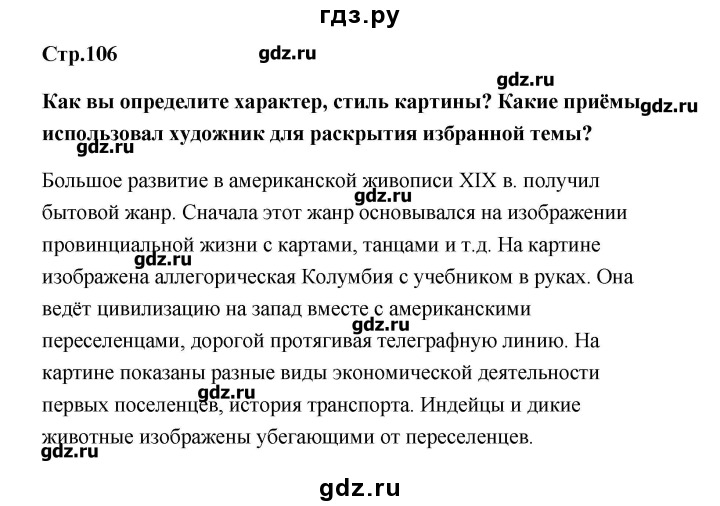 гдз.ру
Стр.106
gdz.ru
gdz.ru
Как вы определите характер, стиль картины? Какие приёмы
gdz.ru
использовал художник для раскрытия избранной темы?
gdz.ru
Большое развитие в американской живописи XIX в. получил
gdz.ru
бытовой жанр. Сначала этот жанр основывался на изображении
провинциальной жизни с картами, танцами и т.д. На картине
gdz.ru
изображена аллегорическая Колумбия с учебником в руках. Она
ведёт цивилизацию на запад вместе с американскими
gdz.ru
переселенцами, дорогой протягивая телеграфную линию. На
картине показаны разные виды экономической деятельности
gdz.ru
первых поселенцев, история транспорта. Индейцы и дикие
животные изображены убегающими от переселенцев.
gdz.ru
gdz.ru